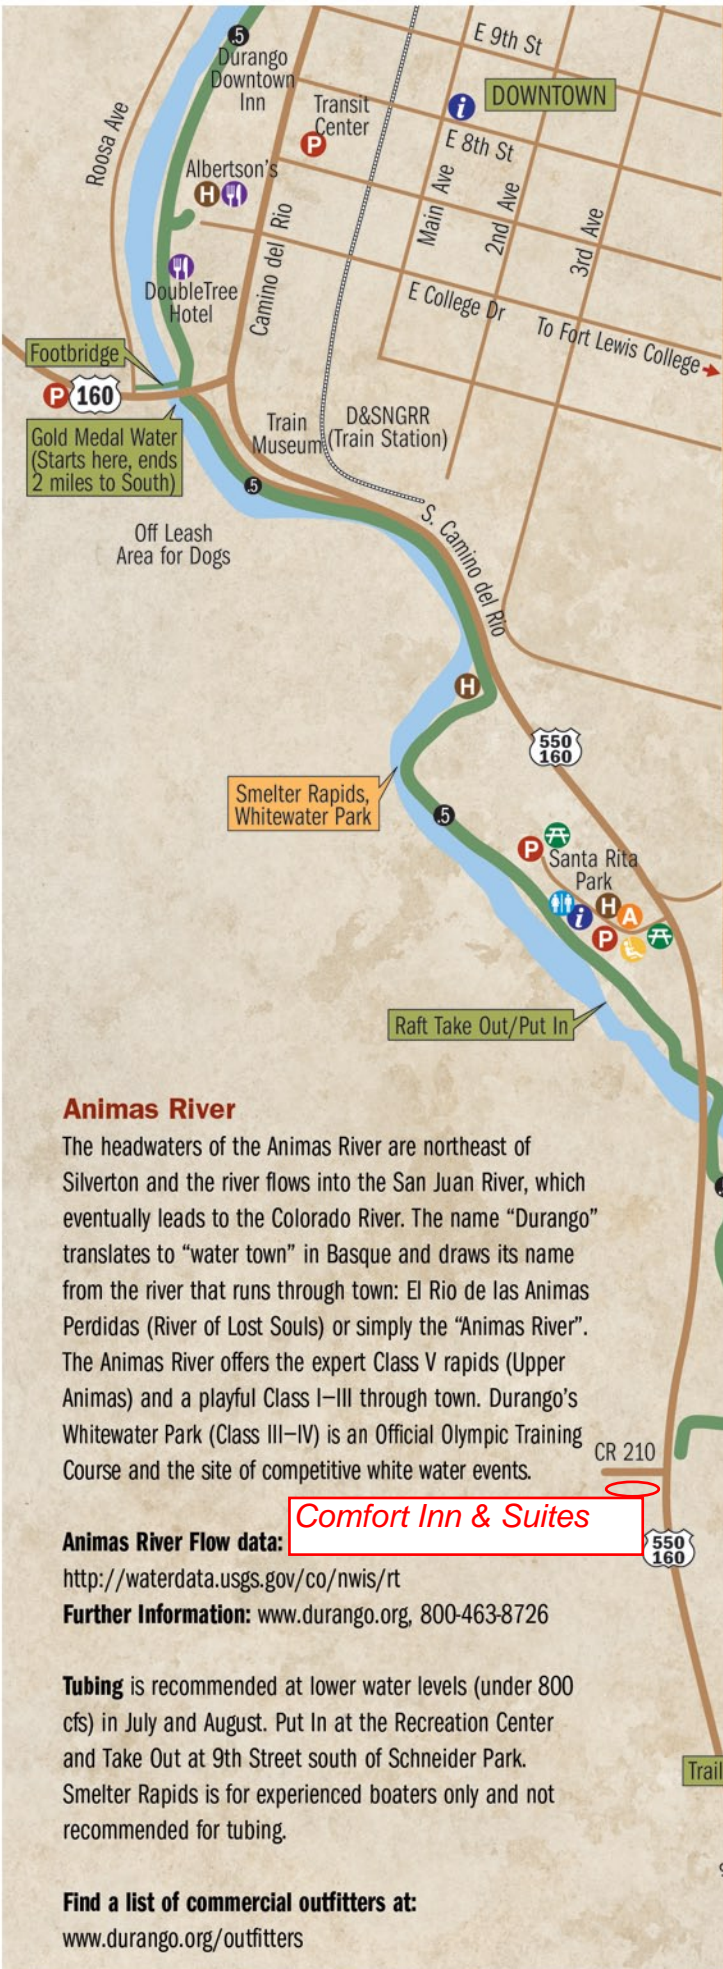 .5
E 9th St
Durango
Downtown
Inn
DOWNTOWN
Transit
Center
P
i
Roosa Ave
E 8th St
Albertson's
H
Main Ave
2nd Ave
3rd Ave
Camino del Rio
DoubleTree
Hotel
E College Dr
To Fort Lewis College
Footbridge
P 160
Gold Medal Water
(Starts here, ends
2 miles to South)
Train
Museum
D&SNGRR
(Train Station)
.5
Off Leash
Area for Dogs
S. Camino del Rio
H
550
160
Smelter Rapids,
Whitewater Park
.5
P
Santa Rita
Park
i
H
A
P
Raft Take Out/Put In
Animas River
The headwaters of the Animas River are northeast of
Silverton and the river flows into the San Juan River, which
eventually leads to the Colorado River. The name “Durango”
translates to “water town” in Basque and draws its name
from the river that runs through town: El Rio de las Animas
Perdidas (River of Lost Souls) or simply the “Animas River”.
The Animas River offers the expert Class V rapids (Upper
Animas) and a playful Class I–III through town. Durango’s
Whitewater Park (Class III–IV) is an Official Olympic Training
Course and the site of competitive white water events.
CR 210
Comfort Inn & Suites
550
160
Animas River Flow data:
http://waterdata.usgs.gov/co/nwis/rt
Further Information: www.durango.org, 800-463-8726
Tubing is recommended at lower water levels (under 800
cfs) in July and August. Put In at the Recreation Center
and Take Out at 9th Street south of Schneider Park.
Smelter Rapids is for experienced boaters only and not
recommended for tubing.
Trail
Find a list of commercial outfitters at:
www.durango.org/outfitters